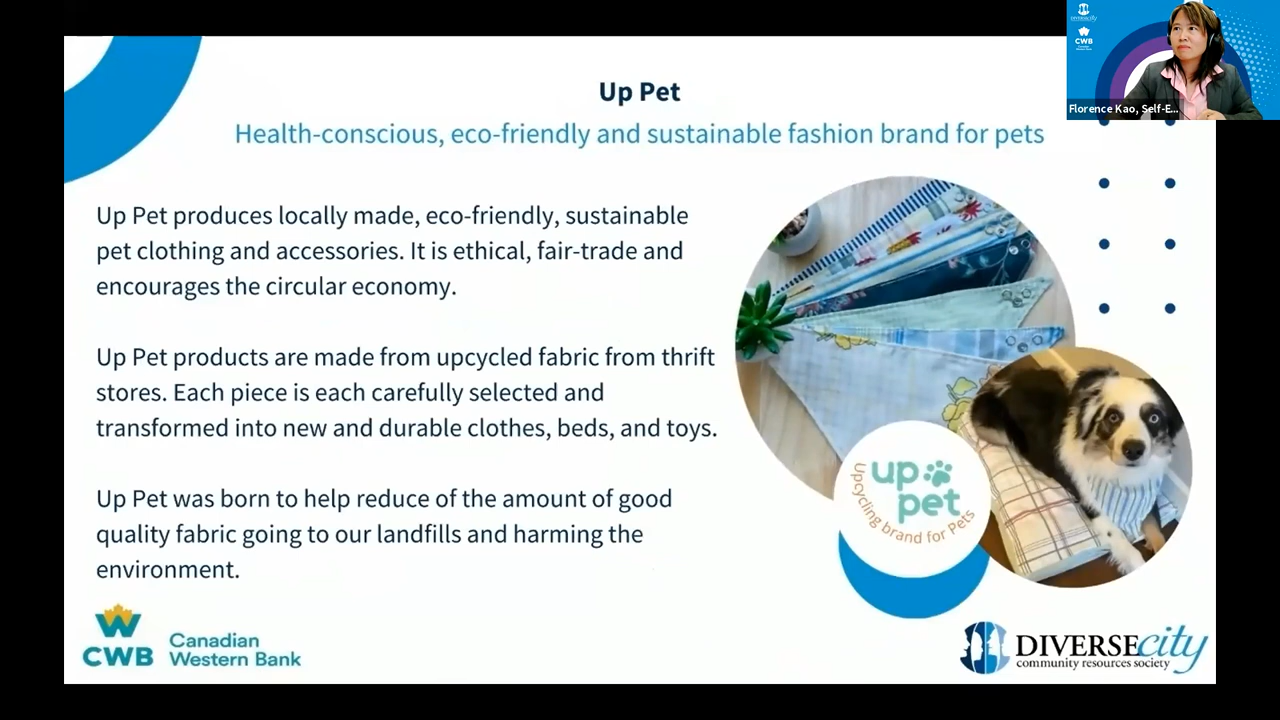 Up Pet
Health-conscious, eco-friendly and sustainable fashion brand for pets
Up Pet produces locally made, eco-friendly, sustainable
pet clothing and accessories. It is ethical, fair-trade and
encourages the circular economy.
Up Pet products are made from upcycled fabric from thrift
stores. Each piece is each carefully selected and
transformed into new and durable clothes, beds, and toys.
Up Pet was born to help reduce of the amount of good
quality fabric going to our landfills and harming the
environment.
up
pet
Upcycling brand for Pets
CWB
Canadian
Western Bank
DIVERSEcity
community resources society
CWB
Florence Kao, Self-E...